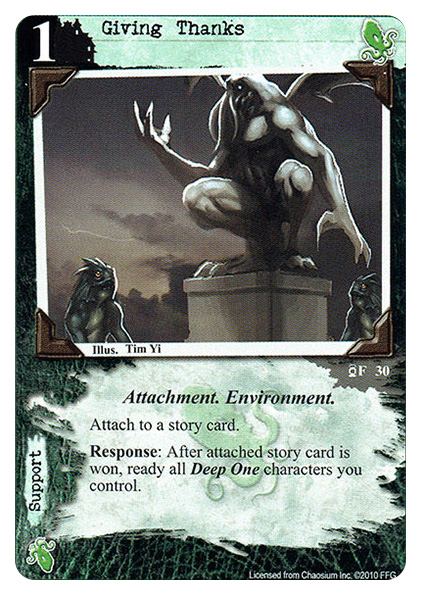 1
Giving Thanks
Illus. Tim Yi
F 30
Attachment. Environment.
Attach to a story card.
Response: After attached story card is
won, ready all Deep One characters you
control.
Support
Licensed from Chaosium Inc. ©2010 FFG